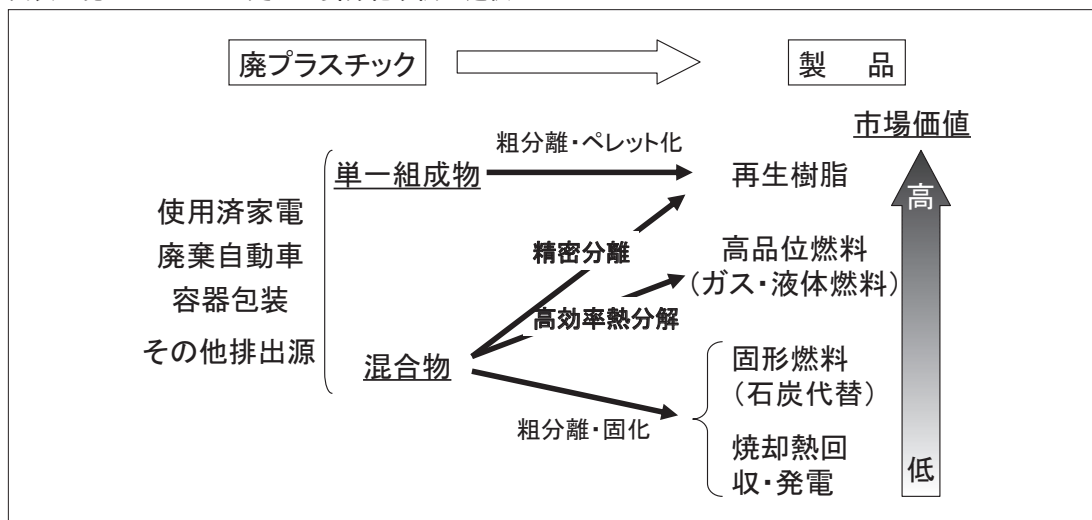 廃プラスチック
製　品
市場価値
粗分離・ペレット化
単一組成物
再生樹脂
高
使用済家電
廃棄自動車
容器包装
その他排出源
精密分離
高品位燃料
(ガス・液体燃料)
高効率熱分解
混合物
固形燃料
(石炭代替)
粗分離・固化
焼却熱回
収・発電
低